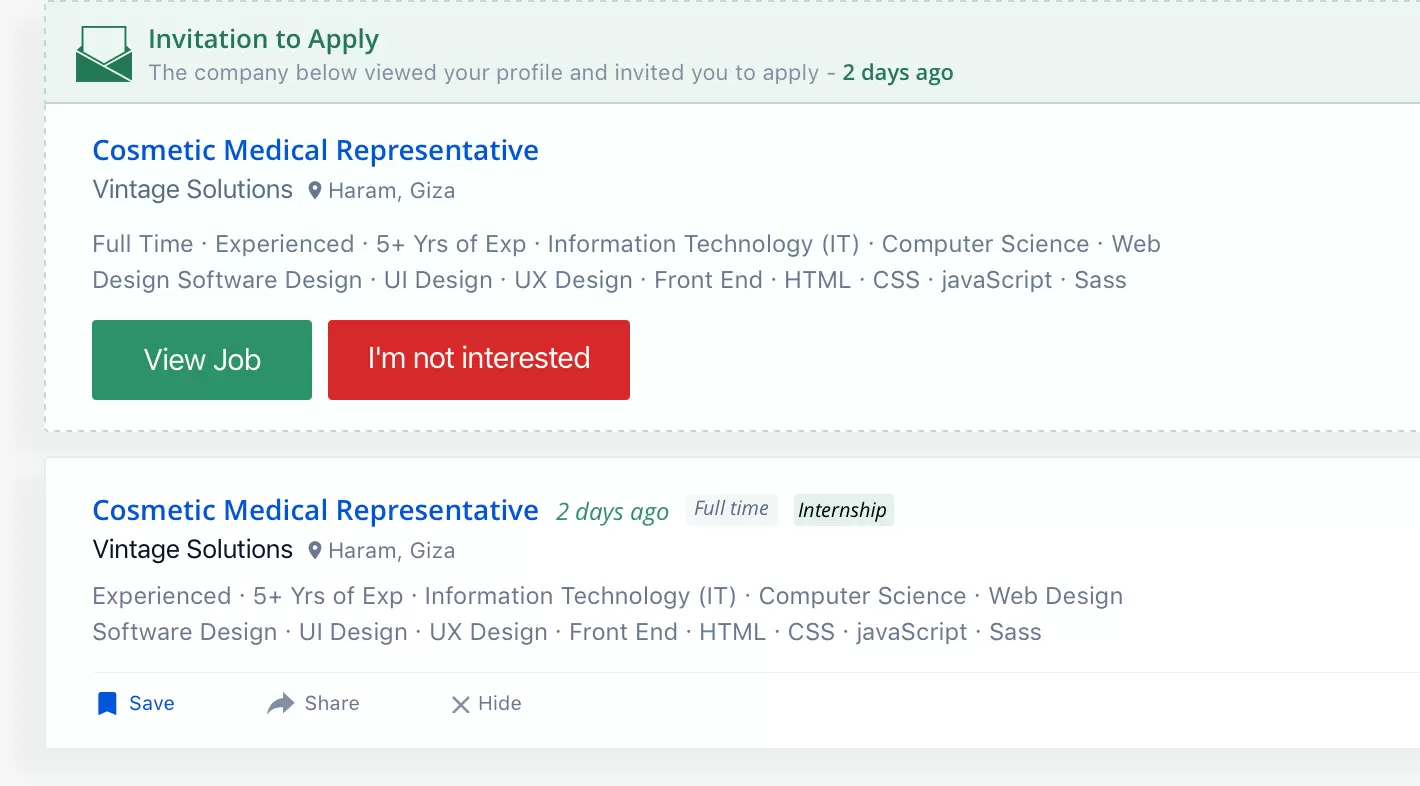 Invitation to Apply
The company below viewed your profile and invited you to apply - 2 days ago
Cosmetic Medical Representative
Vintage Solutions Haram, Giza
Full Time · Experienced · 5+ Yrs of Exp · Information Technology (IT) · Computer Science · Web
Design Software Design · UI Design · UX Design · Front End · HTML · CSS · javaScript · Sass
View Job I'm not interested
Cosmetic Medical Representative 2 days ago Full time Internship
Vintage Solutions Haram, Giza
Experienced · 5+ Yrs of Exp · Information Technology (IT) · Computer Science · Web Design
Software Design · UI Design · UX Design · Front End · HTML · CSS · javaScript · Sass
Save Share Hide